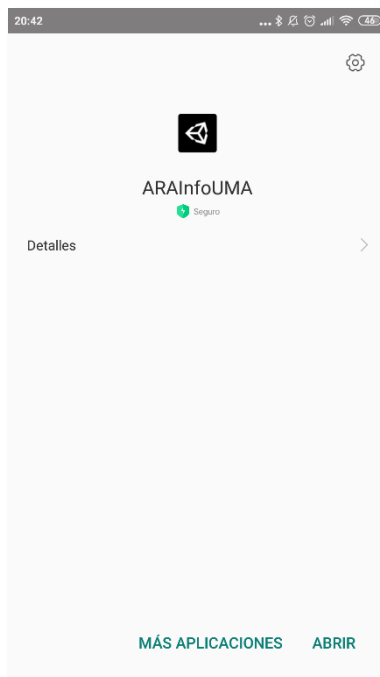 20:42
46
ARAInfoUMA
Seguro
Detalles
MÁS APLICACIONES ABRIR